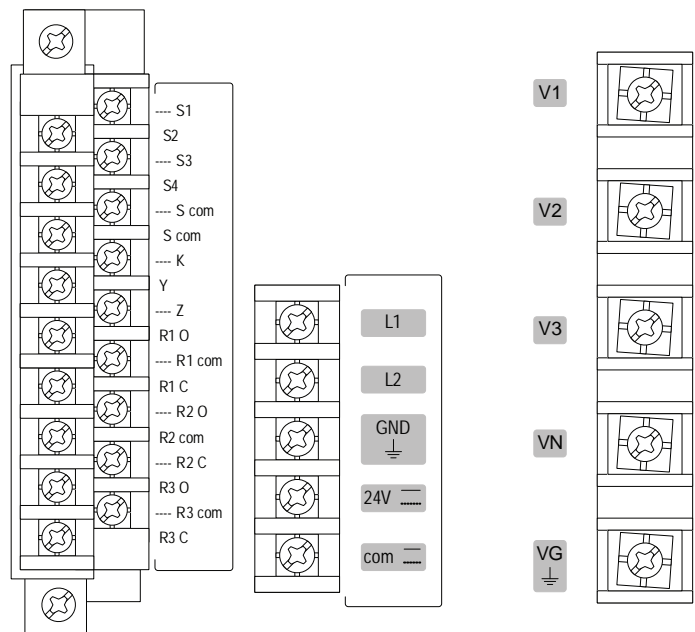 ---- S1
S2
---- S3
S4
---- S com
S com
---- K
Y
---- Z
R1 O
---- R1 com
R1 C
---- R2 O
R2 com
---- R2 C
R3 O
---- R3 com
R3 C
L1
L2
GND
24V
com
V1
V2
V3
VN
VG